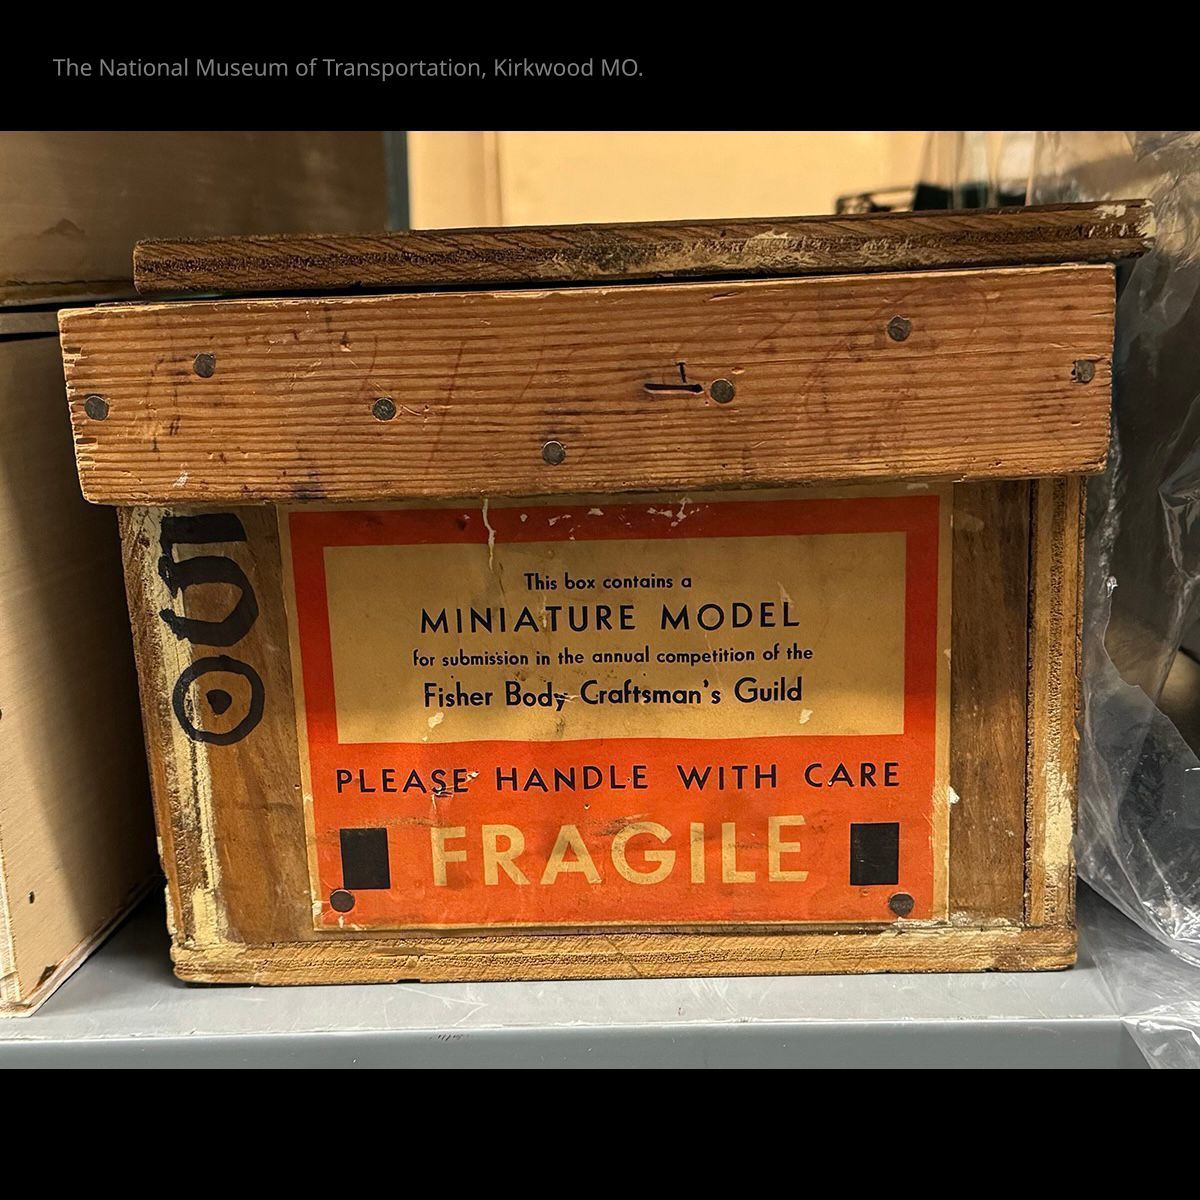 The National Museum of Transportation, Kirkwood MO.
This box contains a
MINIATURE MODEL
for submission in the annual competition of the
Fisher Body Craftsman's Guild
PLEASE HANDLE WITH CARE
FRAGILE